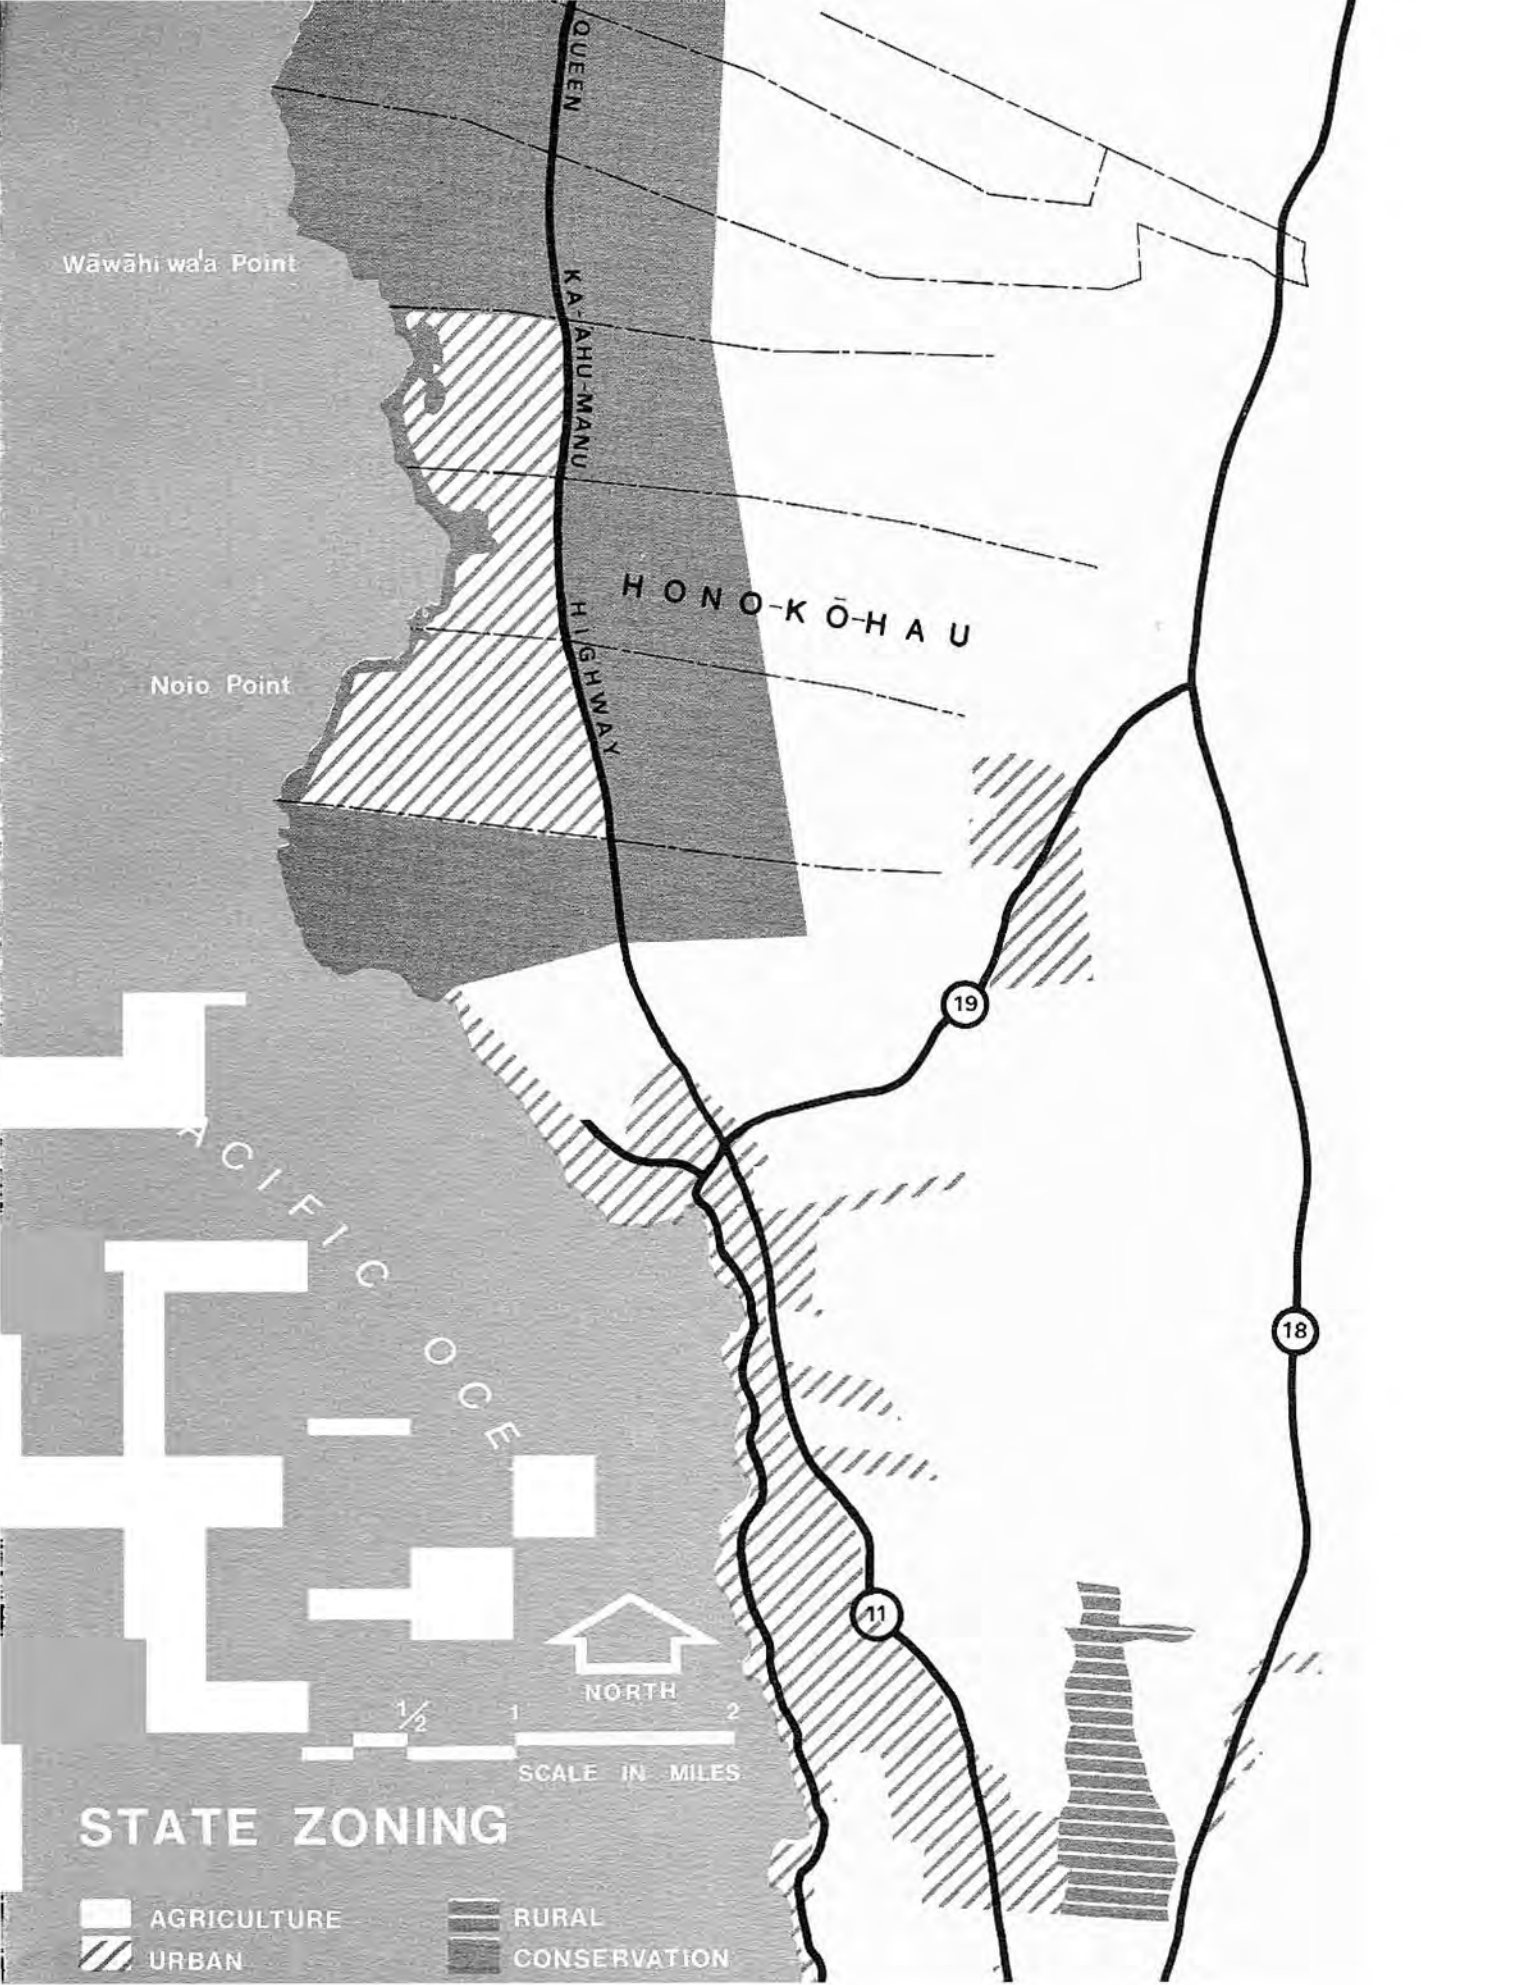 QUEEN KA-AHU-MANU HIGHWAY
Wāwāhi wa'a Point
HONO-KŌ-HAU
Noio Point
19
ACIFIC OCE
18
11
NORTH
1/2 1 2
SCALE IN MILES
STATE ZONING
AGRICULTURE
URBAN
RURAL
CONSERVATION